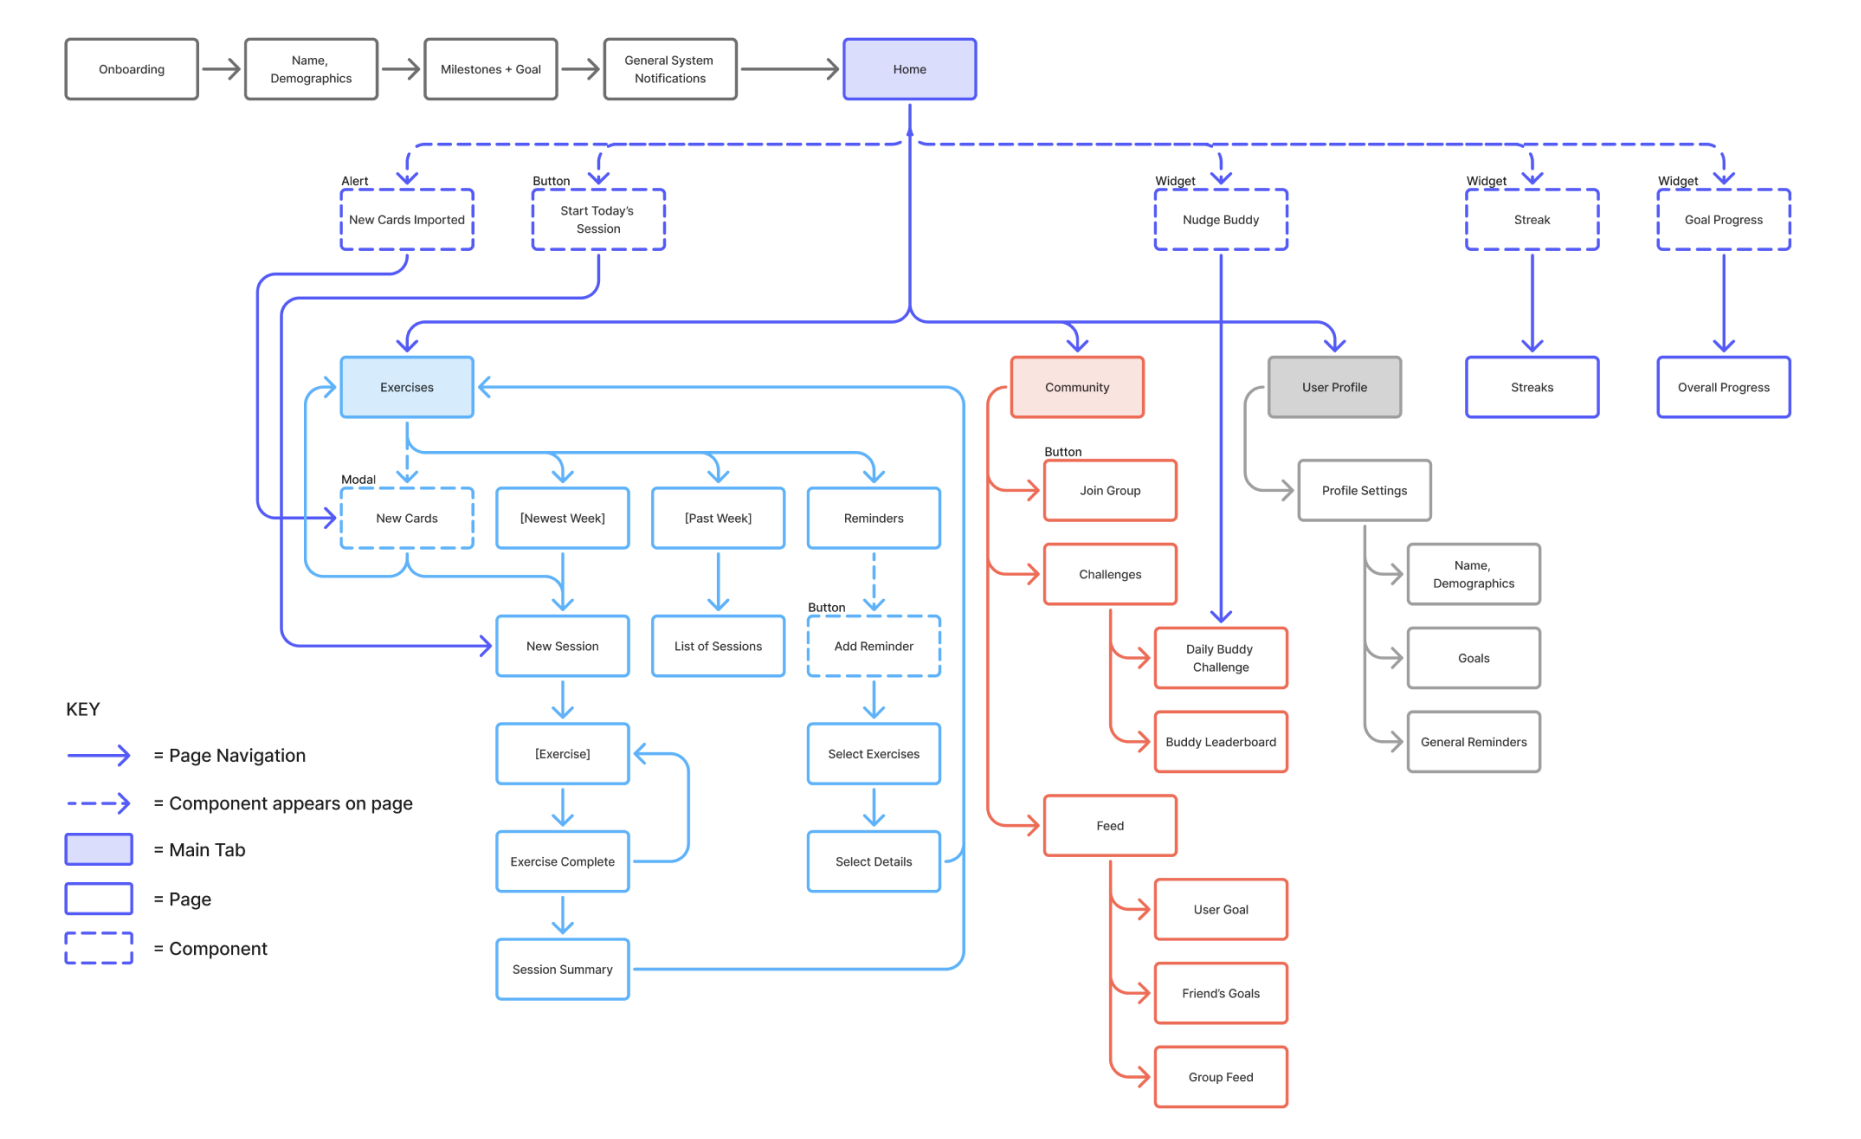 Onboarding
Name,
Demographics
Milestones + Goal
General System
Notifications
Home
Alert
New Cards Imported
Button
Start Today's
Session
Widget
Nudge Buddy
Widget
Streak
Widget
Goal Progress
Exercises
Community
User Profile
Streaks
Overall Progress
Modal
New Cards
[Newest Week]
[Past Week]
Reminders
Button
Join Group
Profile Settings
Challenges
Name,
Demographics
New Session
List of Sessions
Button
Add Reminder
Daily Buddy
Challenge
Goals
[Exercise]
Select Exercises
Buddy Leaderboard
General Reminders
Exercise Complete
Select Details
Feed
Session Summary
User Goal
Friend's Goals
Group Feed
KEY
= Page Navigation
= Component appears on page
= Main Tab
= Page
= Component